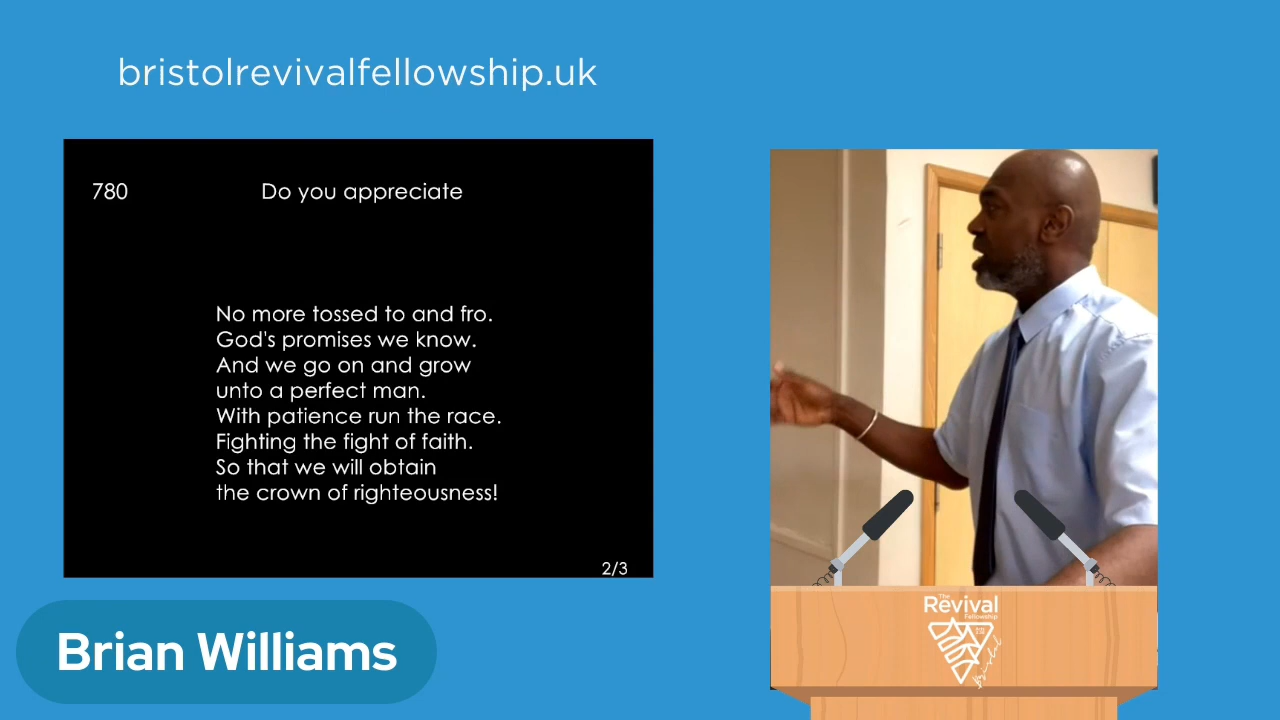 bristolrevivalfellowship.uk
780
Do you appreciate
No more tossed to and fro.
God's promises we know.
And we go on and grow
unto a perfect man.
With patience run the race.
Fighting the fight of faith.
So that we will obtain
the crown of righteousness!
2/3
Brian Williams
The
Revival
Fellowship
Bristol